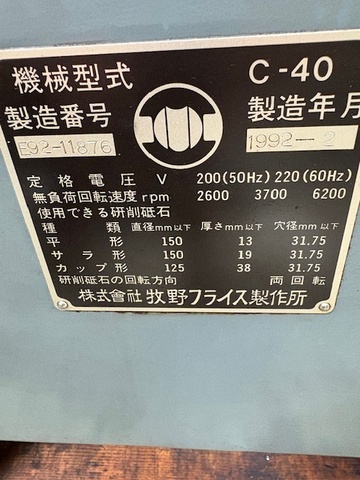 機械型式 C-40
製造番号 製造年月
E92-11876 1992-2
定格電圧 V 200(50Hz) 220(60Hz)
無負荷回転速度 rpm 2600 3700 6200
使用できる研削砥石
種類 直径mm以下 厚さmm以下 穴径mm以下
平形 150 13 31.75
サラ形 150 19 31.75
カップ形 125 38 31.75
研削砥石の回転方向 両回転
株式會社 牧野フライス製作所